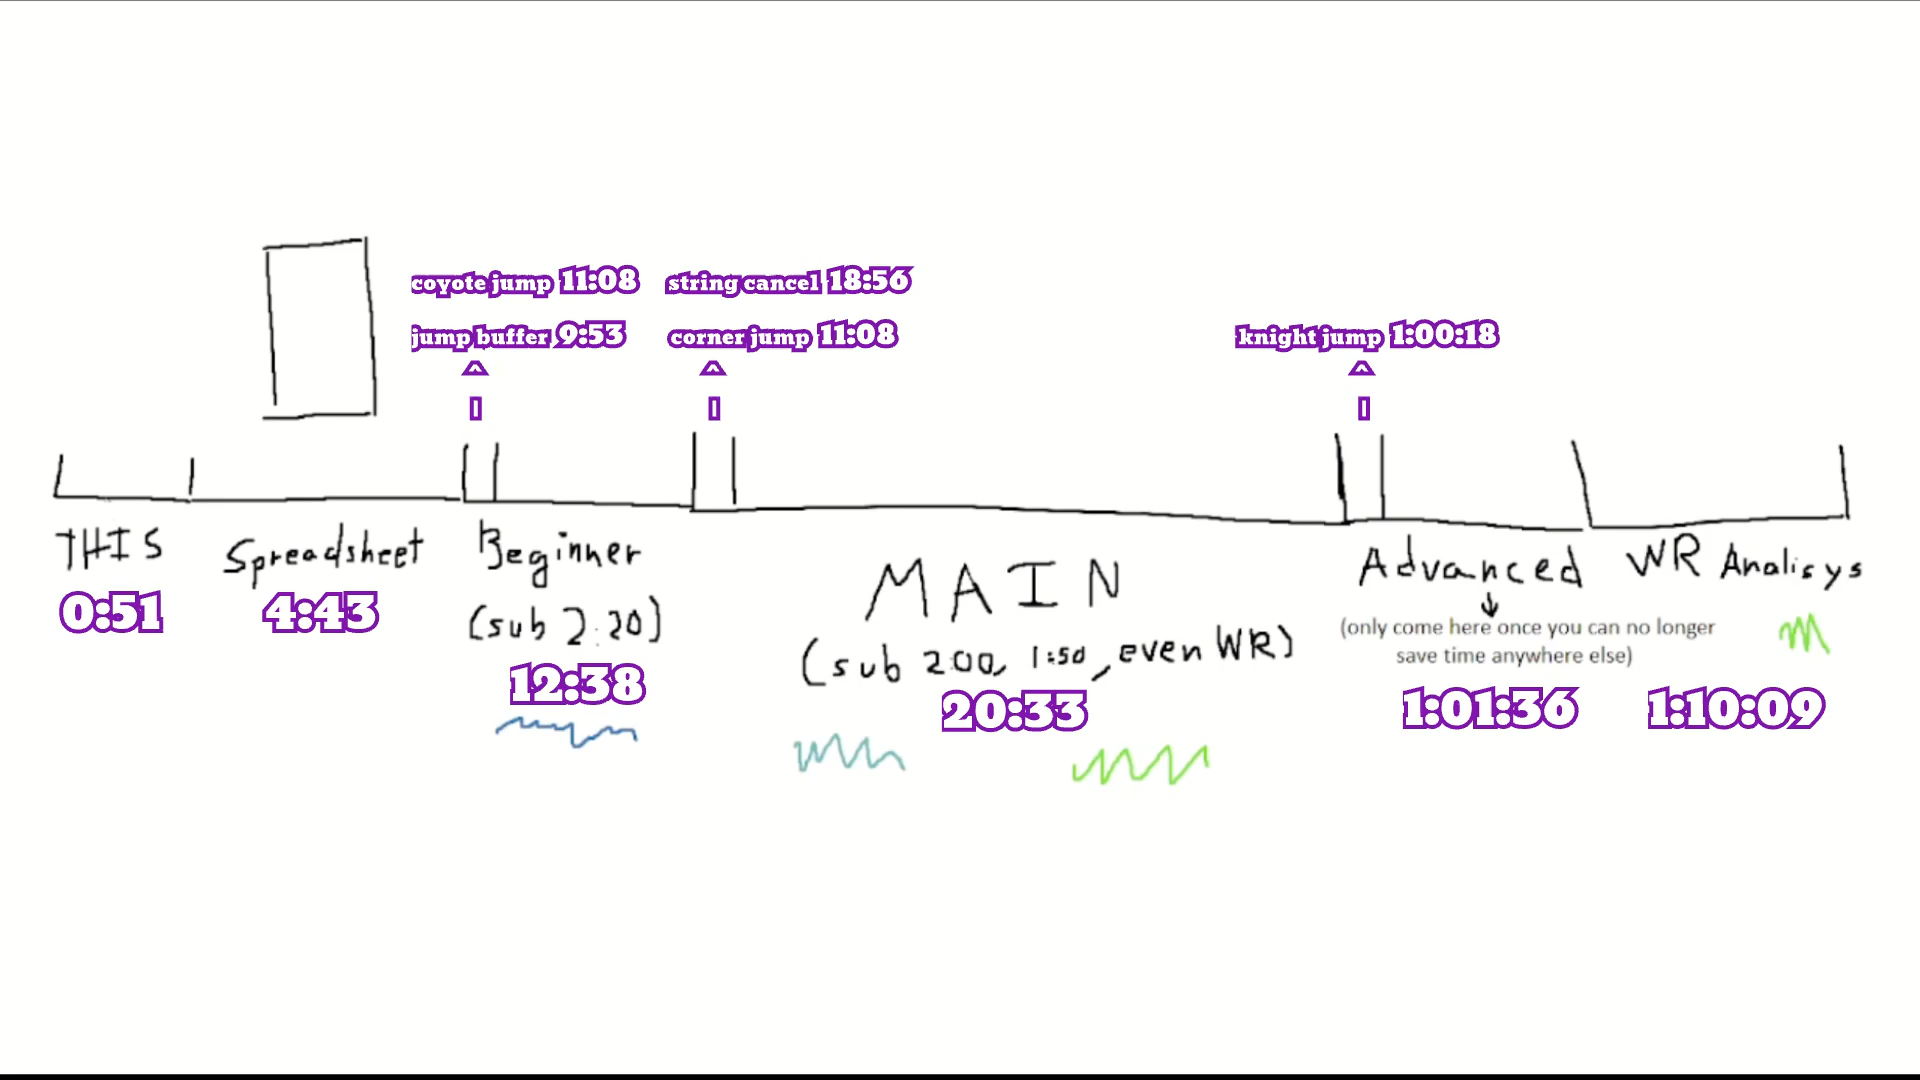 coyote jump 11:08
jump buffer 9:53
^
string cancel 18:56
corner jump 11:08
^
knight jump 1:00:18
^
THIS
0:51
Spreadsheet
4:43
Beginner
(sub 2:20)
12:38
MAIN
(sub 2:00, 1:50, even WR)
20:33
Advanced
(only come here once you can no longer
save time anywhere else)
1:01:36
WR Analisys
1:10:09